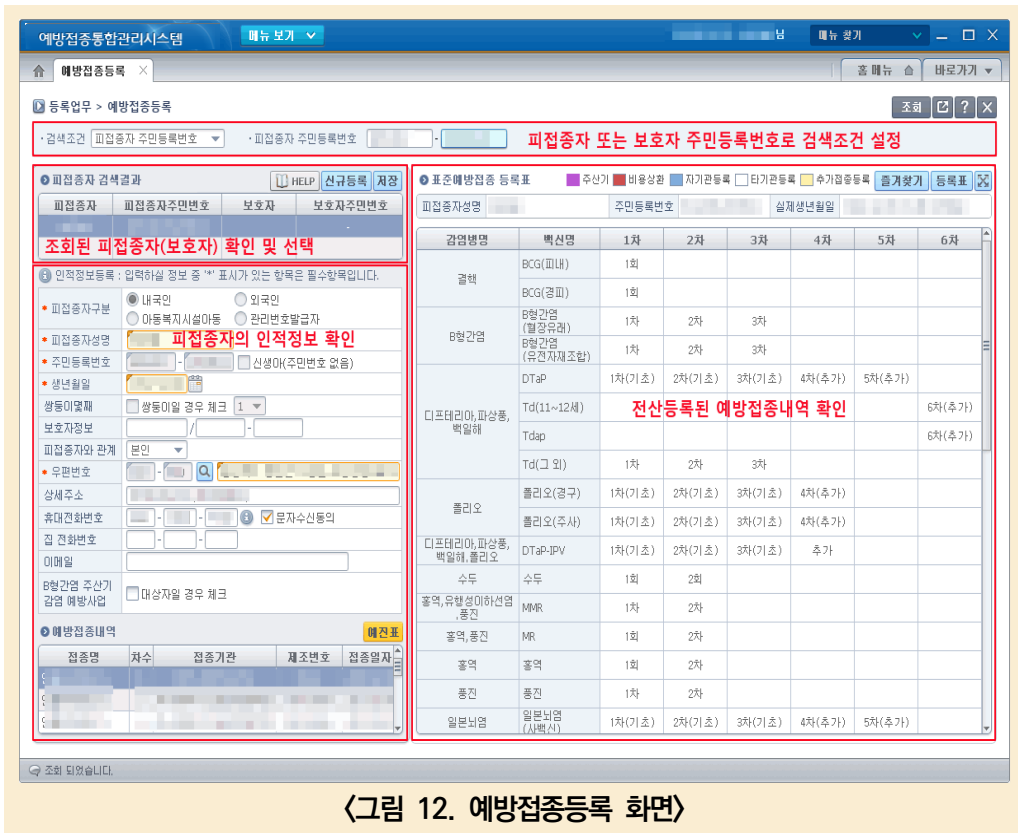 예방접종통합관리시스템 메뉴 보기 님 메뉴 찾기
예방접종등록 홈 메뉴 바로가기
등록업무 > 예방접종등록 조회 ?
·검색조건 피접종자 주민등록번호 ·피접종자 주민등록번호 - 피접종자 또는 보호자 주민등록번호로 검색조건 설정
피접종자 검색결과 HELP 신규등록 저장
피접종자 피접종자주민번호 보호자 보호자주민번호
-
조회된 피접종자(보호자) 확인 및 선택
인적정보등록 : 입력하실 정보 중 '*' 표시가 있는 항목은 필수항목입니다.
피접종자구분 내국인 외국인
아동복지시설아동 관리번호발급자
피접종자성명 피접종자의 인적정보 확인
주민등록번호 - 신생아(주민번호 없음)
생년월일
쌍둥이몇째 쌍둥이일 경우 체크 1
보호자정보 / -
피접종자와 관계 본인
우편번호 -
상세주소
휴대전화번호 - - 문자수신동의
집 전화번호 - -
이메일
B형간염 주산기
감염 예방사업 대상자일 경우 체크
예방접종내역 예진표
접종명 차수 접종기관 제조번호 접종일자
표준예방접종 등록표 주산기 비용상환 자기관등록 타기관등록 추가접종등록 즐겨찾기 등록표
피접종자성명 주민등록번호 실제생년월일
감염병명 백신명 1차 2차 3차 4차 5차 6차
결핵 BCG(피내) 1회
BCG(경피) 1회
B형간염 B형간염
(혈장유래) 1차 2차 3차
B형간염
(유전자재조합) 1차 2차 3차
디프테리아,파상풍,
백일해 DTaP 1차(기초) 2차(기초) 3차(기초) 4차(추가) 5차(추가)
Td(11~12세) 6차(추가)
전산등록된 예방접종내역 확인
Tdap 6차(추가)
Td(그 외) 1차 2차 3차
폴리오 폴리오(경구) 1차(기초) 2차(기초) 3차(기초) 4차(추가)
폴리오(주사) 1차(기초) 2차(기초) 3차(기초) 4차(추가)
디프테리아,파상풍,
백일해,폴리오 DTaP-IPV 1차(기초) 2차(기초) 3차(기초) 추가
수두 수두 1회 2회
홍역,유행성이하선염
,풍진 MMR 1차 2차
홍역,풍진 MR 1회 2차
홍역 홍역 1회 2차
풍진 풍진 1차 2차
일본뇌염 일본뇌염
(사백신) 1차(기초) 2차(기초) 3차(기초) 4차(추가) 5차(추가)
조회 되었습니다.
〈그림 12. 예방접종등록 화면〉